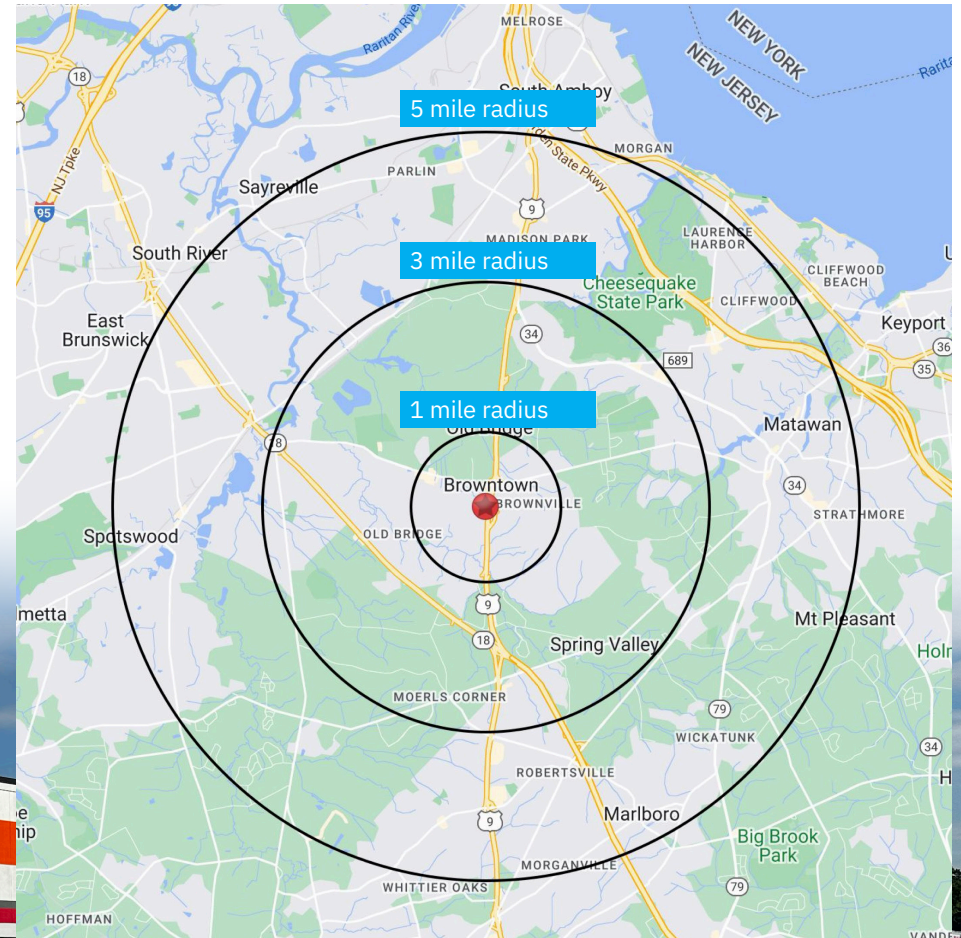 MELROSE
Raritan River
NEW YORK
NEW JERSEY
18
South Amboy
5 mile radius
Garden State Pkwy
MORGAN
NJ Tpke
PARLIN
Sayreville
95
9
South River
MADISON PARK
LAURENCE
HARBOR
3 mile radius
CLIFFWOOD
BEACH
Cheesequake
State Park
CLIFFWOOD
East
Brunswick
Keyport
34
36
689
35
1 mile radius
Old Bridge
Matawan
18
Browntown
BROWNVILLE
34
STRATHMORE
OLD BRIDGE
Spotswood
9
metta
Mt Pleasant
18
Spring Valley
MOERLS CORNER
79
WICKATUNK
34
ROBERTSVILLE
9
Marlboro
Big Brook
Park
MORGANVILLE
WHITTIER OAKS
79
HOFFMAN